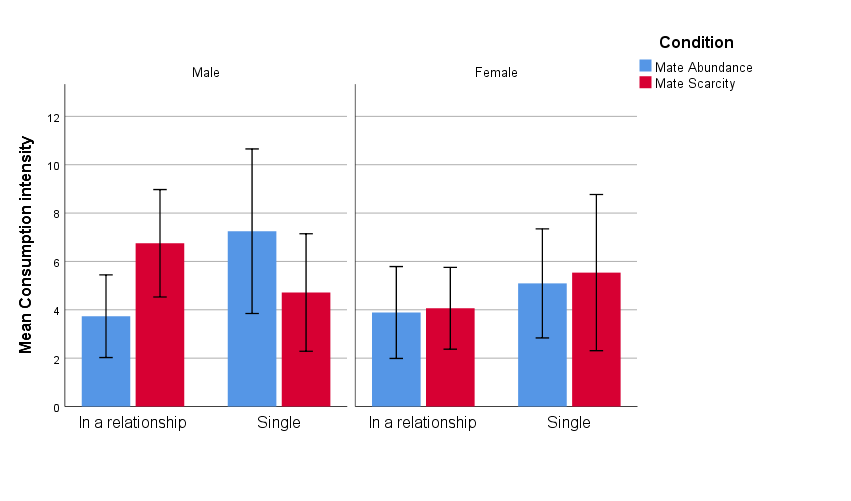 Condition
Mate Abundance
Mate Scarcity
Male
Female
Mean Consumption intensity
12
10
8
6
4
2
0
In a relationship
Single
In a relationship
Single